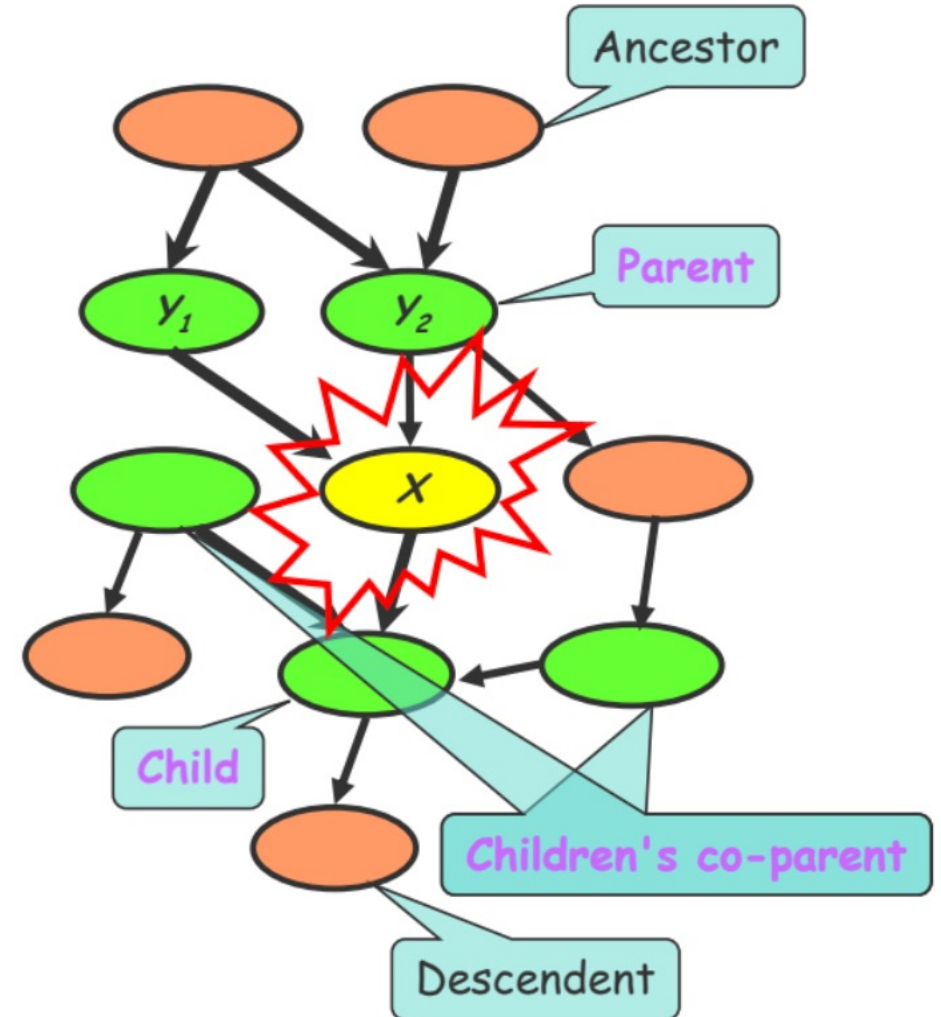 Ancestor
Parent
Y₁
Y₂
X
Child
Children's co-parent
Descendent